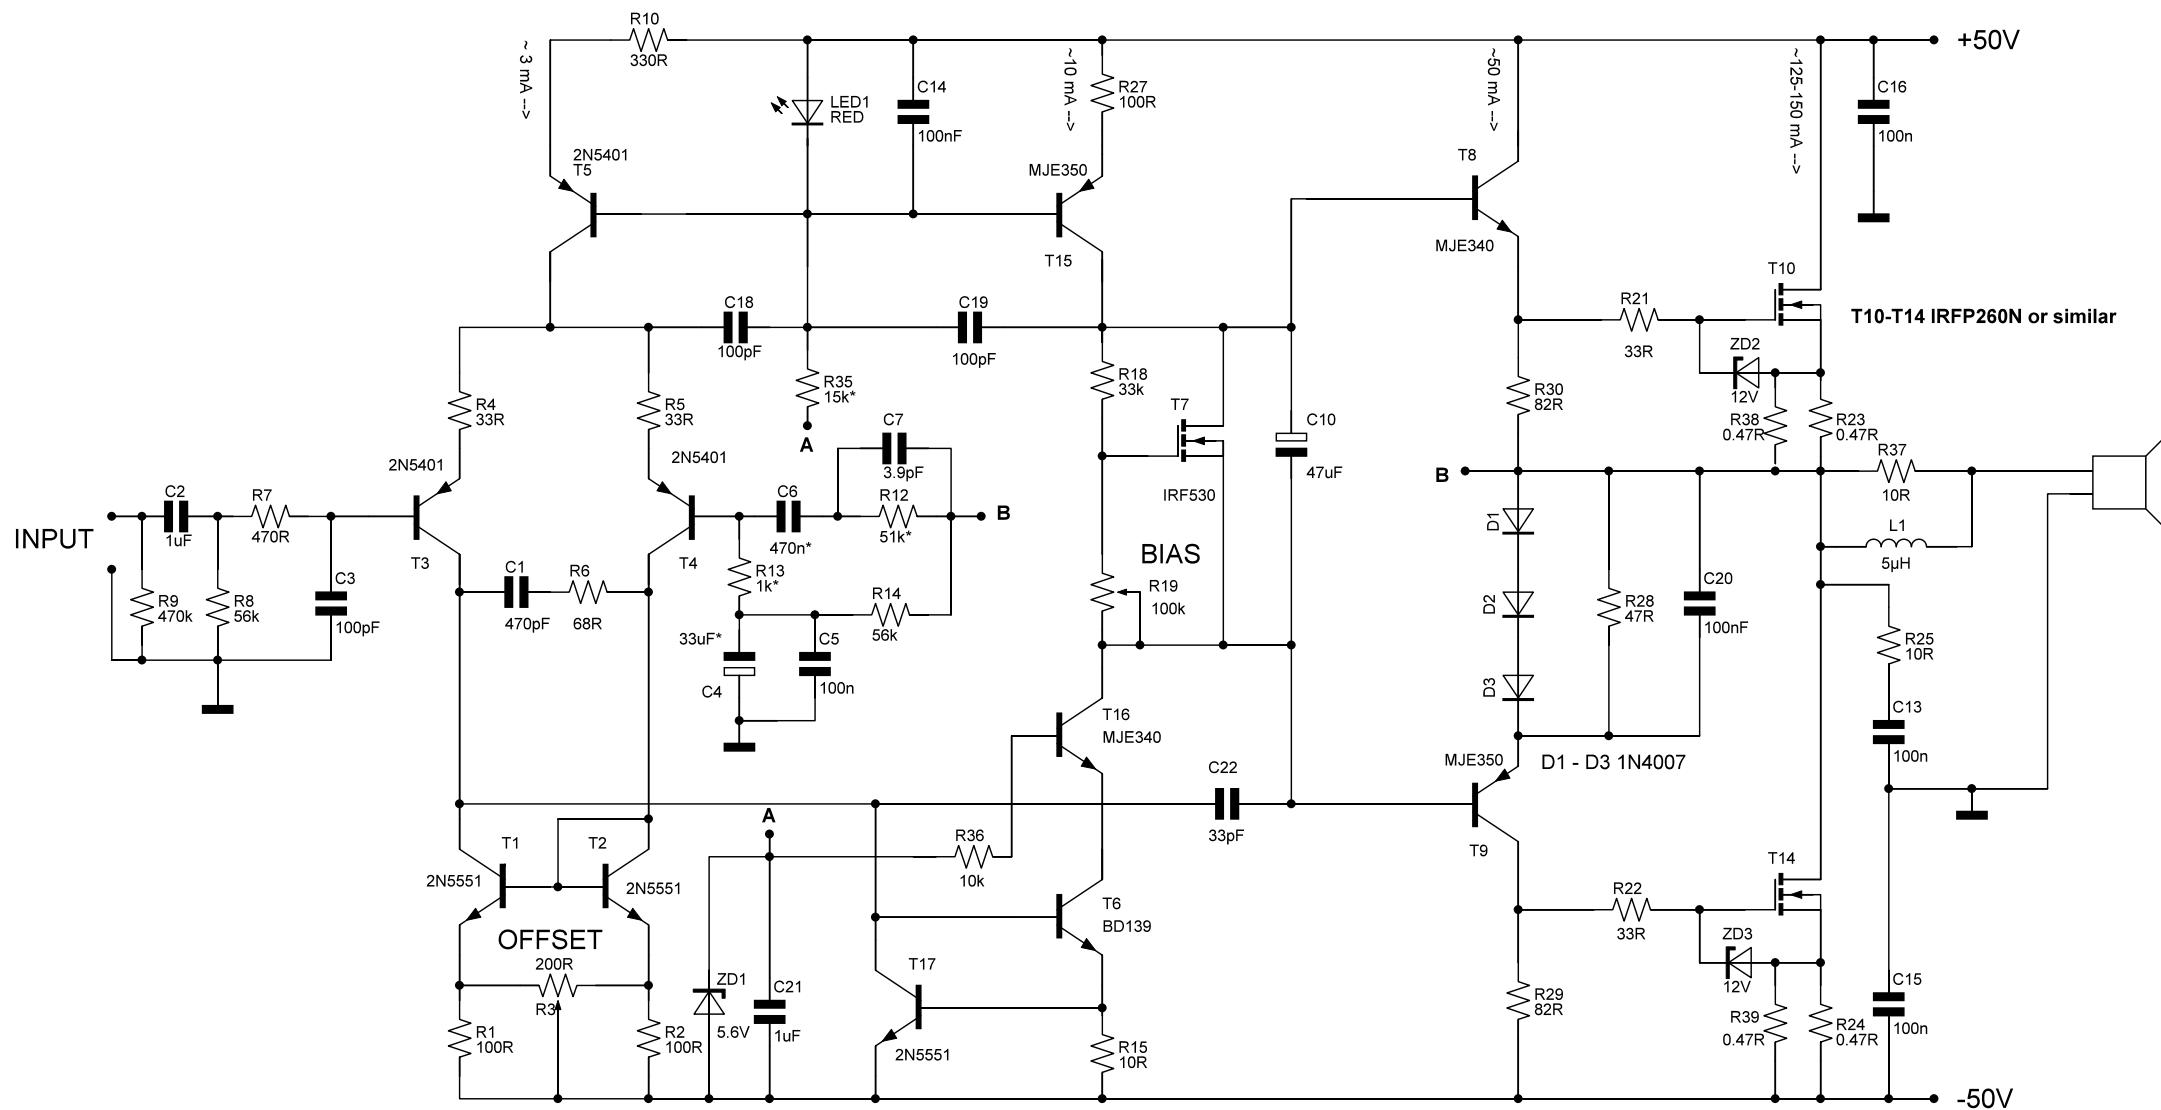 R10
330R
~ 3 mA -->
LED1
RED
C14
100nF
~10 mA -->
R27
100R
~50 mA -->
~125-150 mA -->
+50V
C16
100n
2N5401
T5
MJE350
T15
T8
MJE340
T10
T10-T14 IRFP260N or similar
R21
33R
ZD2
12V
C18
100pF
C19
100pF
R4
33R
R5
33R
R35
15k*
A
R18
33k
T7
IRF530
C10
47uF
R30
82R
R38
0.47R
R23
0.47R
R37
10R
L1
5µH
B
2N5401
T3
2N5401
T4
C7
3.9pF
C6
470n*
R12
51k*
B
INPUT
C2
1uF
R7
470R
R9
470k
R8
56k
C3
100pF
C1
470pF
R6
68R
R13
1k*
R14
56k
33uF*
C4
C5
100n
BIAS
R19
100k
D1
D2
D3
R28
47R
C20
100nF
R25
10R
C13
100n
T16
MJE340
MJE350
D1 - D3 1N4007
C22
33pF
T9
A
R36
10k
T1
2N5551
T2
2N5551
T6
BD139
T14
R22
33R
ZD3
12V
OFFSET
200R
R3
R1
100R
R2
100R
ZD1
5.6V
C21
1uF
T17
2N5551
R15
10R
R29
82R
R39
0.47R
R24
0.47R
C15
100n
-50V